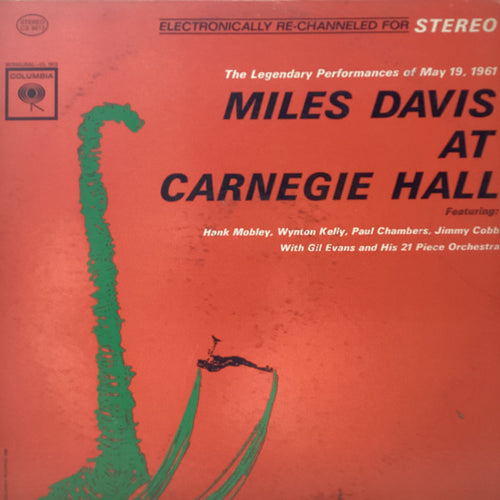 ELECTRONICALLY RE-CHANNELED FOR STEREO
STEREO
COLUMBIA
The Legendary Performances of May 19, 1961
MILES DAVIS
AT
CARNEGIE HALL
Featuring:
Hank Mobley, Wynton Kelly, Paul Chambers, Jimmy Cobb
With Gil Evans and His 21 Piece Orchestra